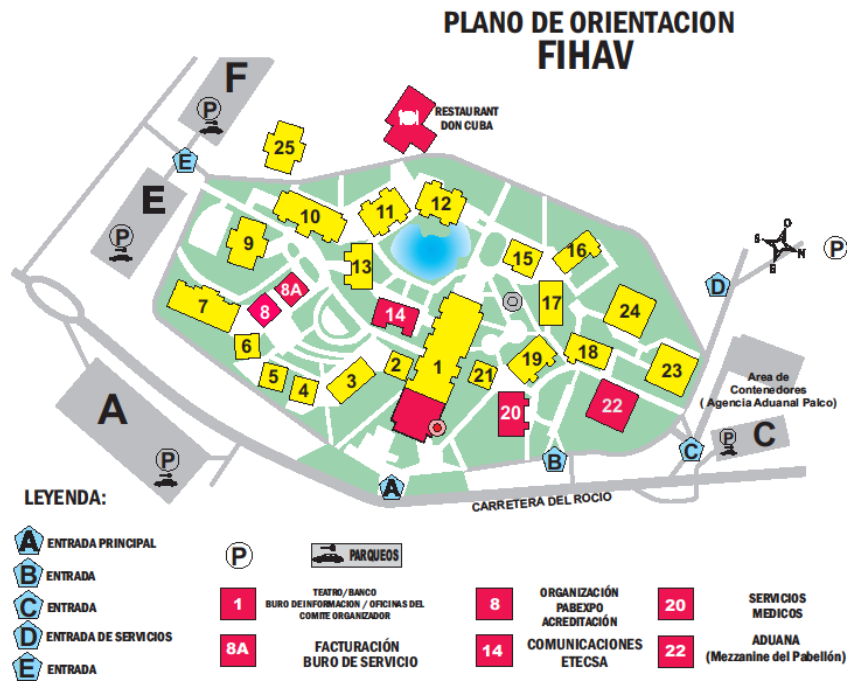 PLANO DE ORIENTACION
FIHAV
F
P
RESTAURANT
DON CUBA
25
E
E
P
12
11
10
9
O
S
N
E
P
15
16
13
8A
D
7
8
14
17
24
6
1
19
18
23
2
21
5
4
3
Area de
Contenedores
( Agencia Aduanal Palco)
A
20
22
P
C
C
P
B
A
CARRETERA DEL ROCIO
LEYENDA:
A ENTRADA PRINCIPAL
B ENTRADA
C ENTRADA
D ENTRADA DE SERVICIOS
E ENTRADA
P PARQUEOS
1 TEATRO/BANCO
BURO DE INFORMACION / OFICINAS DEL
COMITE ORGANIZADOR
8A FACTURACIÓN
BURO DE SERVICIO
8 ORGANIZACIÓN
PABEXPO
ACREDITACIÓN
14 COMUNICACIONES
ETECSA
20 SERVICIOS
MEDICOS
22 ADUANA
(Mezzanine del Pabellón)